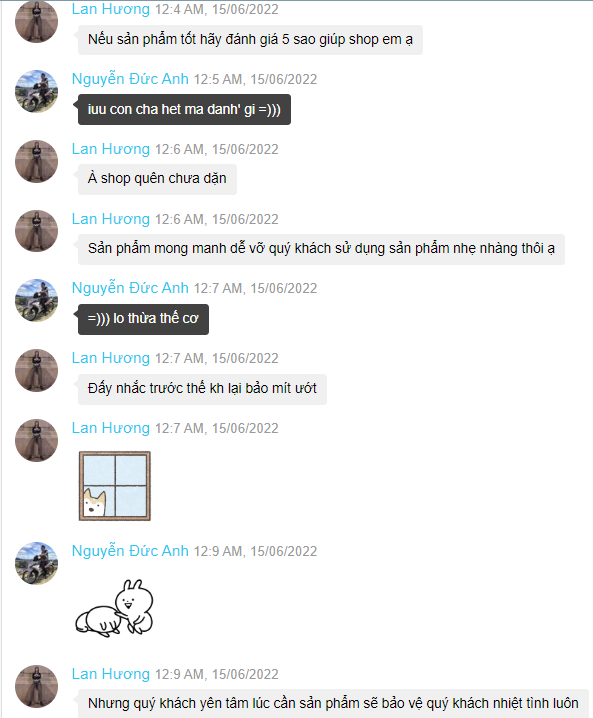 Lan Hương 12:4 AM, 15/06/2022
Nếu sản phẩm tốt hãy đánh giá 5 sao giúp shop em ạ
Nguyễn Đức Anh 12:5 AM, 15/06/2022
iuu con cha het ma danh' gi =)))
Lan Hương 12:6 AM, 15/06/2022
À shop quên chưa dặn
Lan Hương 12:6 AM, 15/06/2022
Sản phẩm mong manh dễ vỡ quý khách sử dụng sản phẩm nhẹ nhàng thôi ạ
Nguyễn Đức Anh 12:7 AM, 15/06/2022
=))) lo thừa thế cơ
Lan Hương 12:7 AM, 15/06/2022
Đấy nhắc trước thế kh lại bảo mít ướt
Lan Hương 12:7 AM, 15/06/2022
Nguyễn Đức Anh 12:9 AM, 15/06/2022
Lan Hương 12:9 AM, 15/06/2022
Nhưng quý khách yên tâm lúc cần sản phẩm sẽ bảo vệ quý khách nhiệt tình luôn